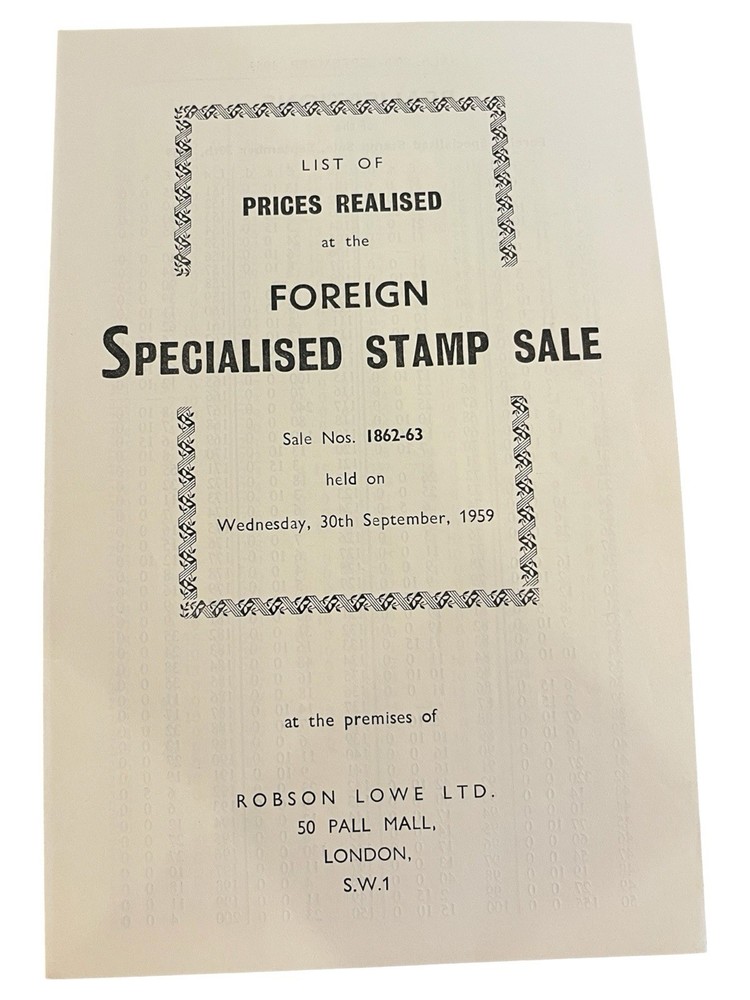 LIST OF
PRICES REALISED
at the
FOREIGN
SPECIALISED STAMP SALE
Sale Nos. 1862-63
held on
Wednesday, 30th September, 1959
at the premises of
ROBSON LOWE LTD.
50 PALL MALL,
LONDON,
S.W.1